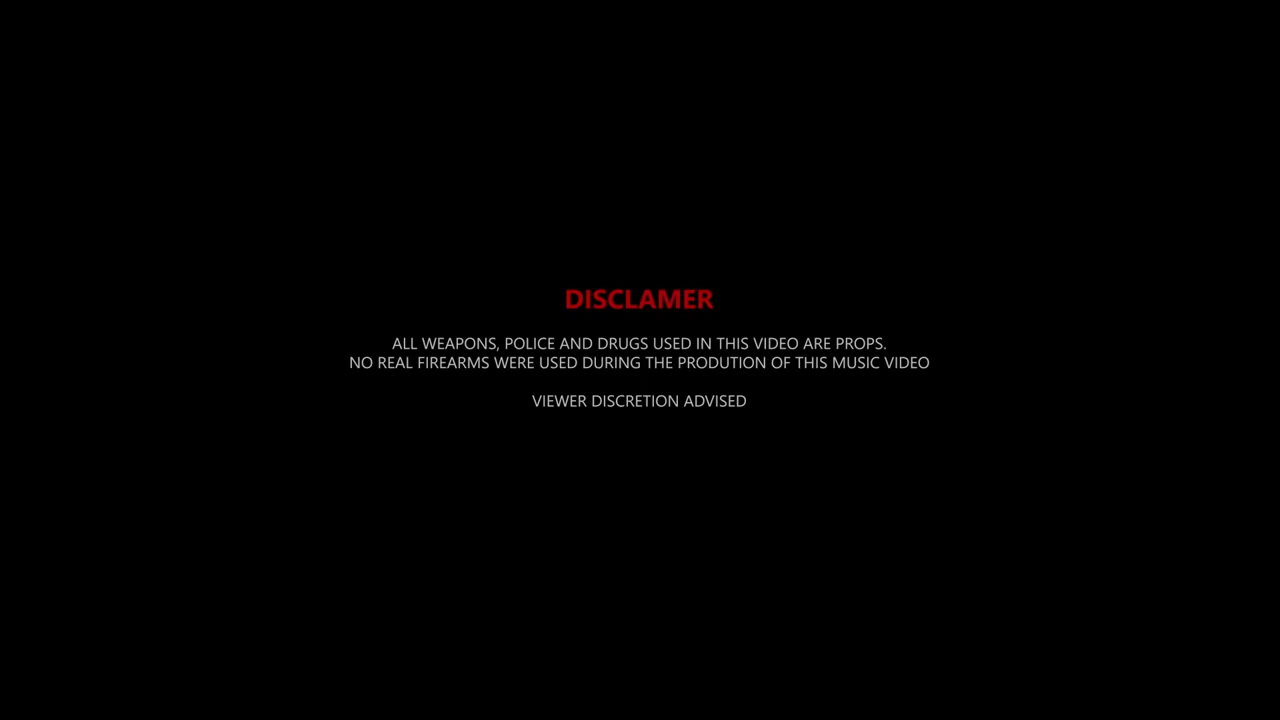 DISCLAMER
ALL WEAPONS, POLICE AND DRUGS USED IN THIS VIDEO ARE PROPS.
NO REAL FIREARMS WERE USED DURING THE PRODUTION OF THIS MUSIC VIDEO
VIEWER DISCRETION ADVISED